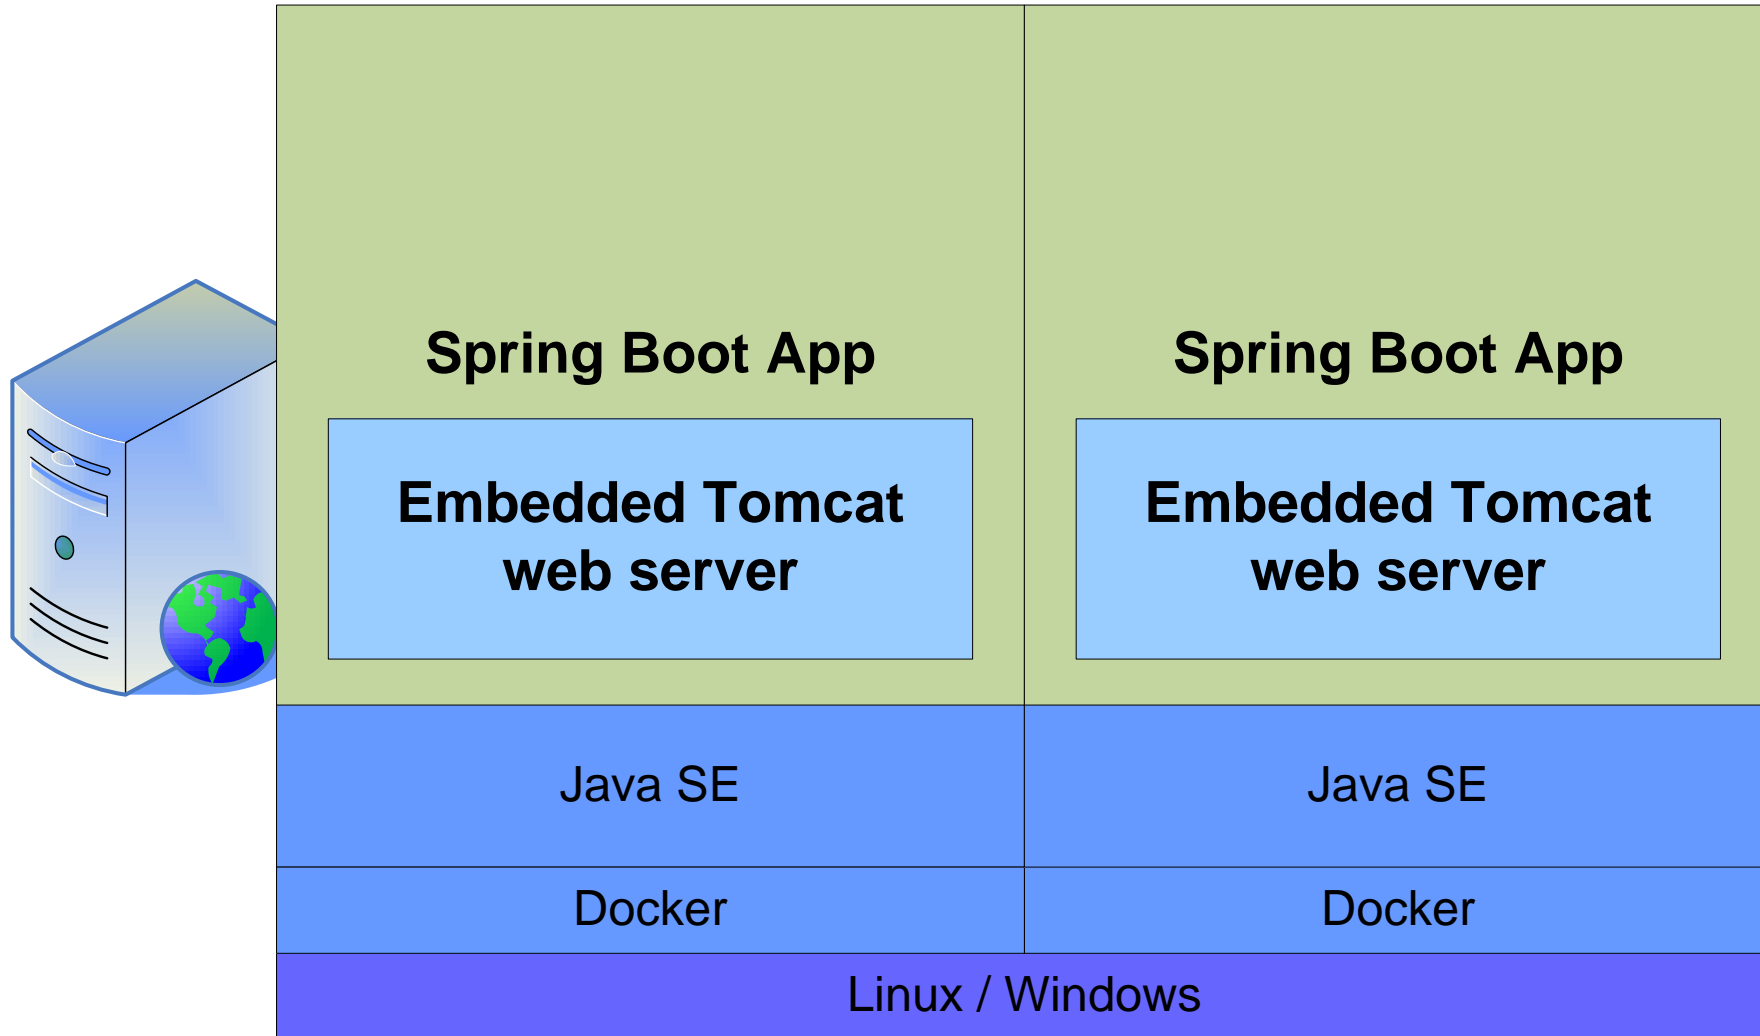 Spring Boot App
Embedded Tomcat
web server
Java SE
Docker
Spring Boot App
Embedded Tomcat
web server
Java SE
Docker
Linux / Windows